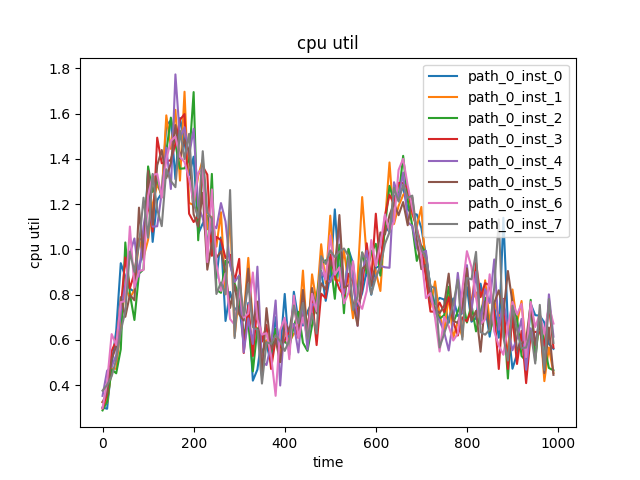 cpu util
1.8
1.6
1.4
1.2
1.0
0.8
0.6
0.4
cpu util
path_0_inst_0
path_0_inst_1
path_0_inst_2
path_0_inst_3
path_0_inst_4
path_0_inst_5
path_0_inst_6
path_0_inst_7
0 200 400 600 800 1000
time